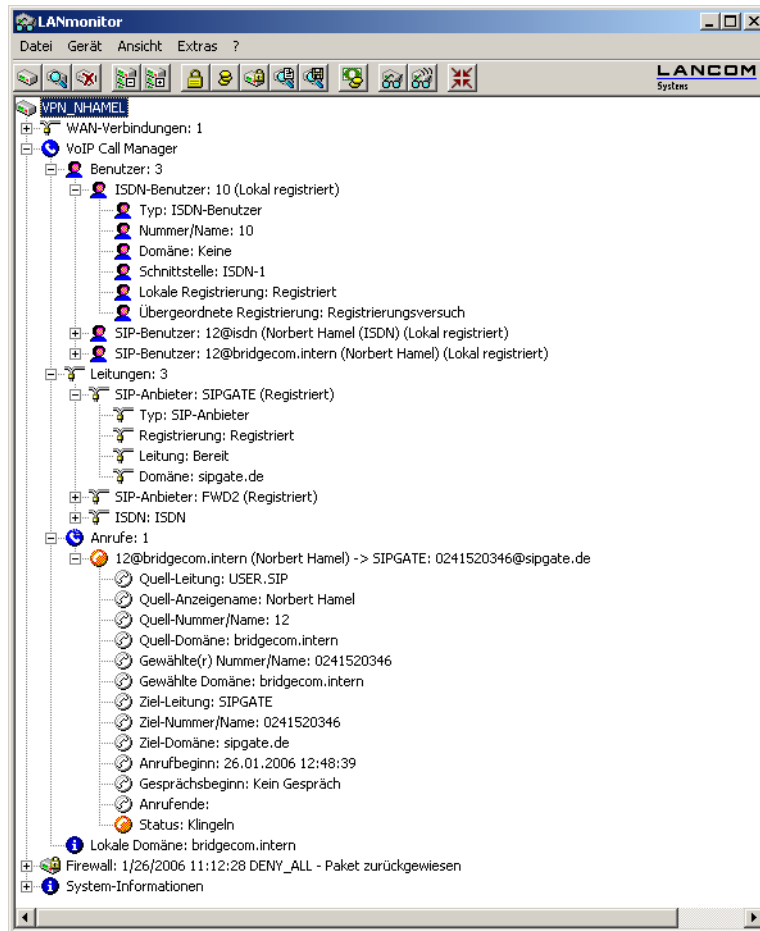 LANmonitor
Datei Gerät Ansicht Extras ?
LANCOM
Systems
VPN_NHAMEL
WAN-Verbindungen: 1
VoIP Call Manager
Benutzer: 3
ISDN-Benutzer: 10 (Lokal registriert)
Typ: ISDN-Benutzer
Nummer/Name: 10
Domäne: Keine
Schnittstelle: ISDN-1
Lokale Registrierung: Registriert
Übergeordnete Registrierung: Registrierungsversuch
SIP-Benutzer: 12@isdn (Norbert Hamel (ISDN) (Lokal registriert)
SIP-Benutzer: 12@bridgecom.intern (Norbert Hamel) (Lokal registriert)
Leitungen: 3
SIP-Anbieter: SIPGATE (Registriert)
Typ: SIP-Anbieter
Registrierung: Registriert
Leitung: Bereit
Domäne: sipgate.de
SIP-Anbieter: FWD2 (Registriert)
ISDN: ISDN
Anrufe: 1
12@bridgecom.intern (Norbert Hamel) -> SIPGATE: 0241520346@sipgate.de
Quell-Leitung: USER.SIP
Quell-Anzeigename: Norbert Hamel
Quell-Nummer/Name: 12
Quell-Domäne: bridgecom.intern
Gewählte(r) Nummer/Name: 0241520346
Gewählte Domäne: bridgecom.intern
Ziel-Leitung: SIPGATE
Ziel-Nummer/Name: 0241520346
Ziel-Domäne: sipgate.de
Anrufbeginn: 26.01.2006 12:48:39
Gesprächsbeginn: Kein Gespräch
Anrufende:
Status: Klingeln
Lokale Domäne: bridgecom.intern
Firewall: 1/26/2006 11:12:28 DENY_ALL - Paket zurückgewiesen
System-Informationen